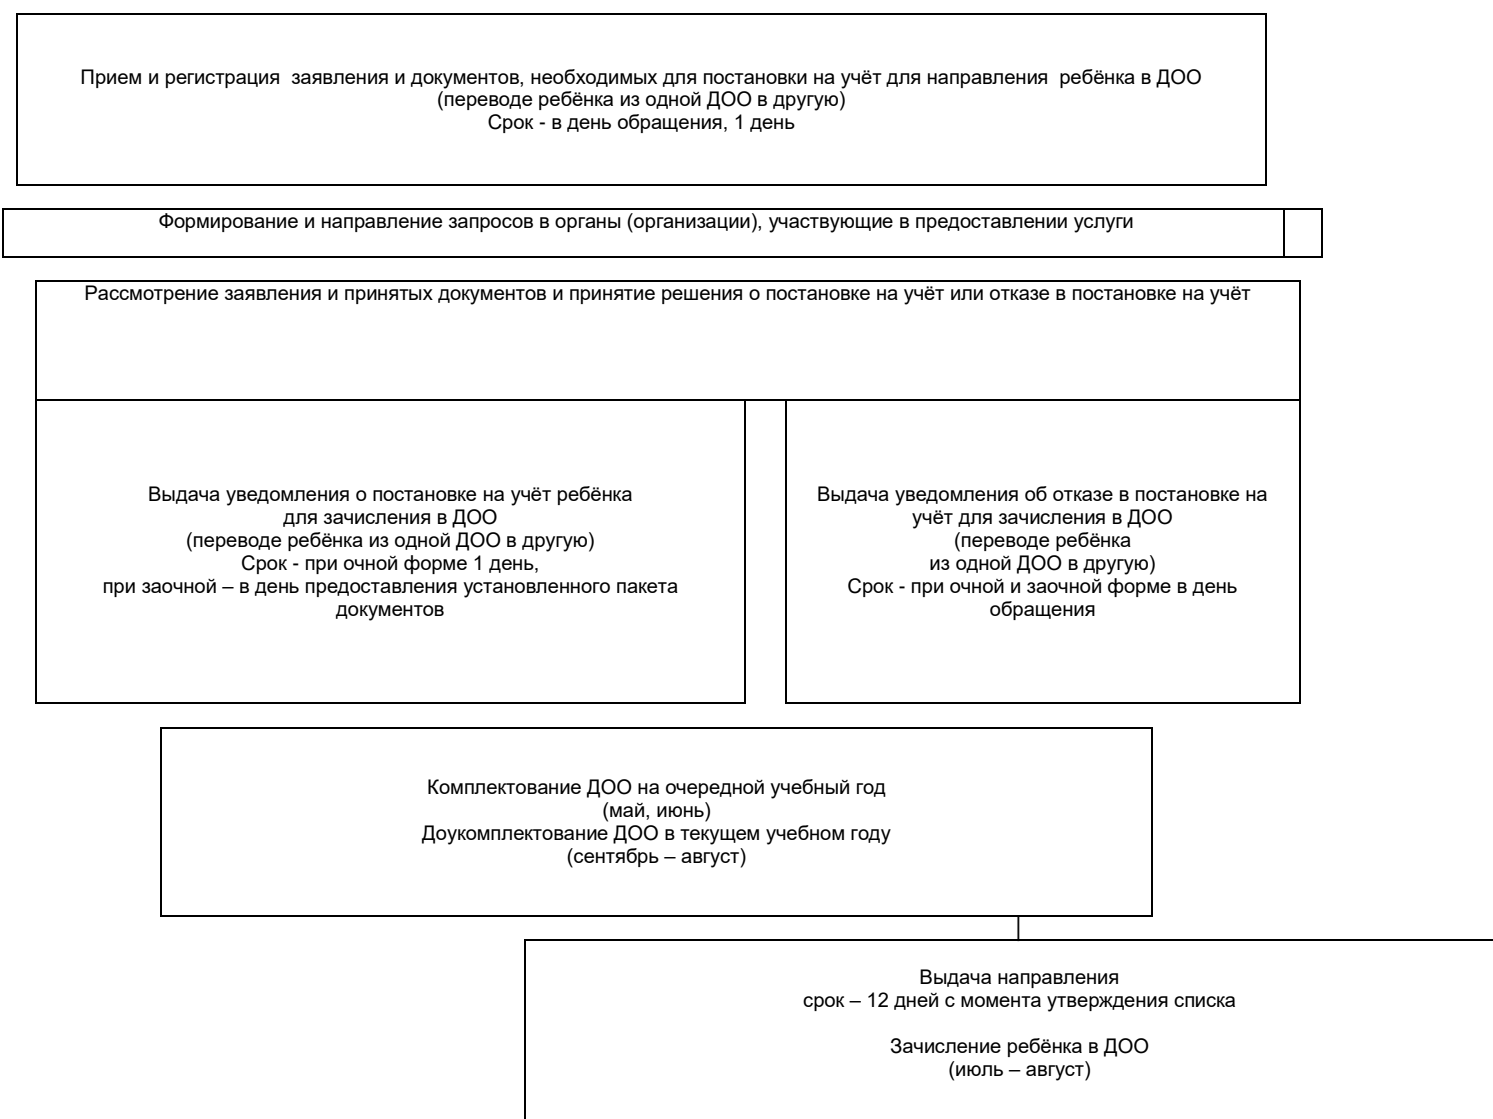 Прием и регистрация  заявления и документов, необходимых для постановки на учёт для направления  ребёнка в ДОО
(переводе ребёнка из одной ДОО в другую)
Срок - в день обращения, 1 день
Формирование и направление запросов в органы (организации), участвующие в предоставлении услуги
Рассмотрение заявления и принятых документов и принятие решения о постановке на учёт или отказе в постановке на учёт
Выдача уведомления о постановке на учёт ребёнка
для зачисления в ДОО
(переводе ребёнка из одной ДОО в другую)
Срок - при очной форме 1 день,
при заочной – в день предоставления установленного пакета
документов
Выдача уведомления об отказе в постановке на
учёт для зачисления в ДОО
(переводе ребёнка
из одной ДОО в другую)
Срок - при очной и заочной форме в день
обращения
Комплектование ДОО на очередной учебный год
(май, июнь)
Доукомплектование ДОО в текущем учебном году
(сентябрь – август)
Выдача направления
срок – 12 дней с момента утверждения списка
Зачисление ребёнка в ДОО
(июль – август)